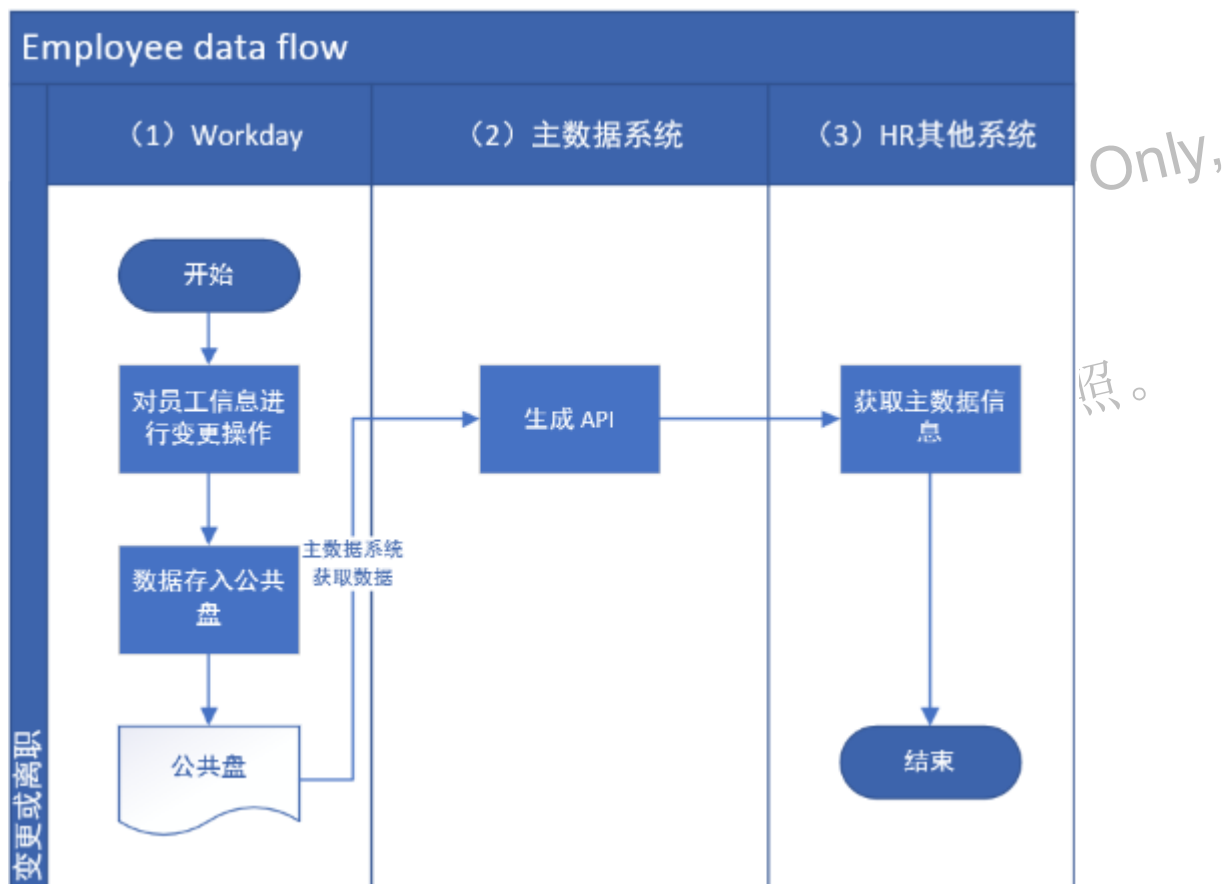 Employee data flow
（1）Workday
（2）主数据系统
（3）HR其他系统
Only,
开始
对员工信息进
行变更操作
生成 API
获取主数据信
息
照。
主数据系统
获取数据
数据存入公共
盘
公共盘
结束
变更或离职